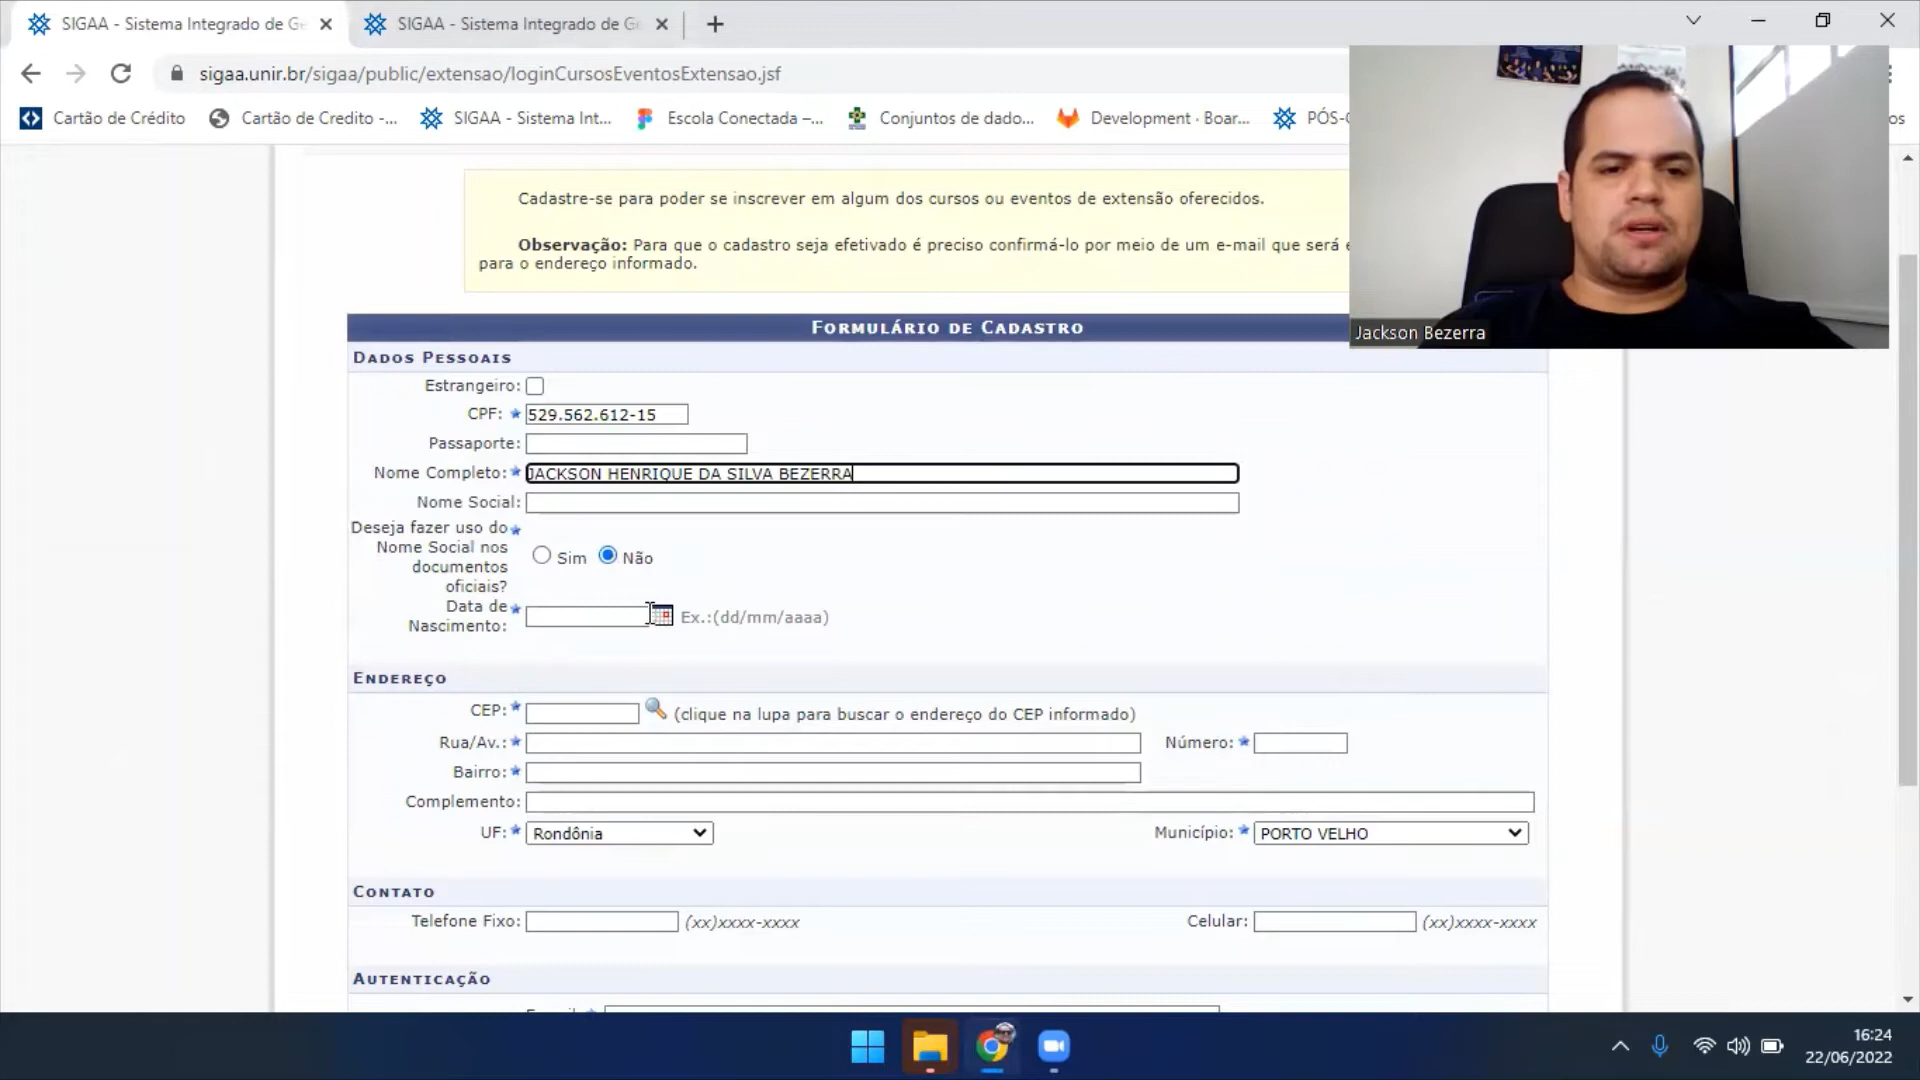 SIGAA - Sistema Integrado de Ge
SIGAA - Sistema Integrado de Ge
sigaa.unir.br/sigaa/public/extensao/loginCursosEventosExtensao.jsf
Cartão de Crédito
Cartão de Credito -...
SIGAA - Sistema Int...
Escola Conectada –...
Conjuntos de dado...
Development · Boar...
PÓS-
os
Cadastre-se para poder se inscrever em algum dos cursos ou eventos de extensão oferecidos.
Observação: Para que o cadastro seja efetivado é preciso confirmá-lo por meio de um e-mail que será
para o endereço informado.
Jackson Bezerra
FORMULÁRIO DE CADASTRO
DADOS PESSOAIS
Estrangeiro:
CPF: 529.562.612-15
Passaporte:
Nome Completo: JACKSON HENRIQUE DA SILVA BEZERRA
Nome Social:
Deseja fazer uso do
Nome Social nos
documentos
oficiais?
Sim Não
Data de
Nascimento:
Ex.:(dd/mm/aaaa)
ENDEREÇO
CEP: (clique na lupa para buscar o endereço do CEP informado)
Rua/Av.: Número:
Bairro:
Complemento:
UF: Rondônia Município: PORTO VELHO
CONTATO
Telefone Fixo: (xx)xxxx-xxxx Celular: (xx)xxxx-xxxx
AUTENTICAÇÃO
16:24
22/06/2022